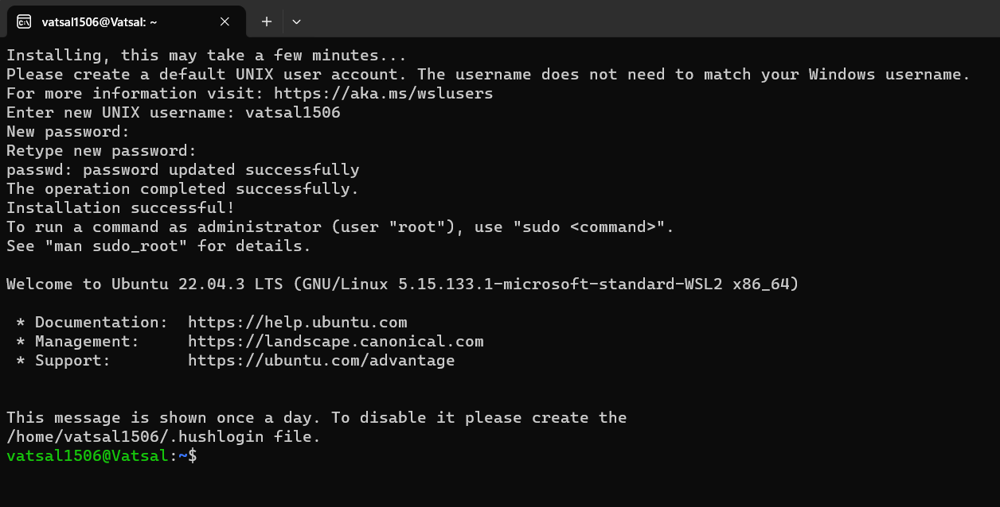 vatsal1506@Vatsal: ~
Installing, this may take a few minutes...
Please create a default UNIX user account. The username does not need to match your Windows username.
For more information visit: https://aka.ms/wslusers
Enter new UNIX username: vatsal1506
New password:
Retype new password:
passwd: password updated successfully
The operation completed successfully.
Installation successful!
To run a command as administrator (user "root"), use "sudo <command>".
See "man sudo_root" for details.

Welcome to Ubuntu 22.04.3 LTS (GNU/Linux 5.15.133.1-microsoft-standard-WSL2 x86_64)

 * Documentation:  https://help.ubuntu.com
 * Management:     https://landscape.canonical.com
 * Support:        https://ubuntu.com/advantage


This message is shown once a day. To disable it please create the
/home/vatsal1506/.hushlogin file.
vatsal1506@Vatsal:~$